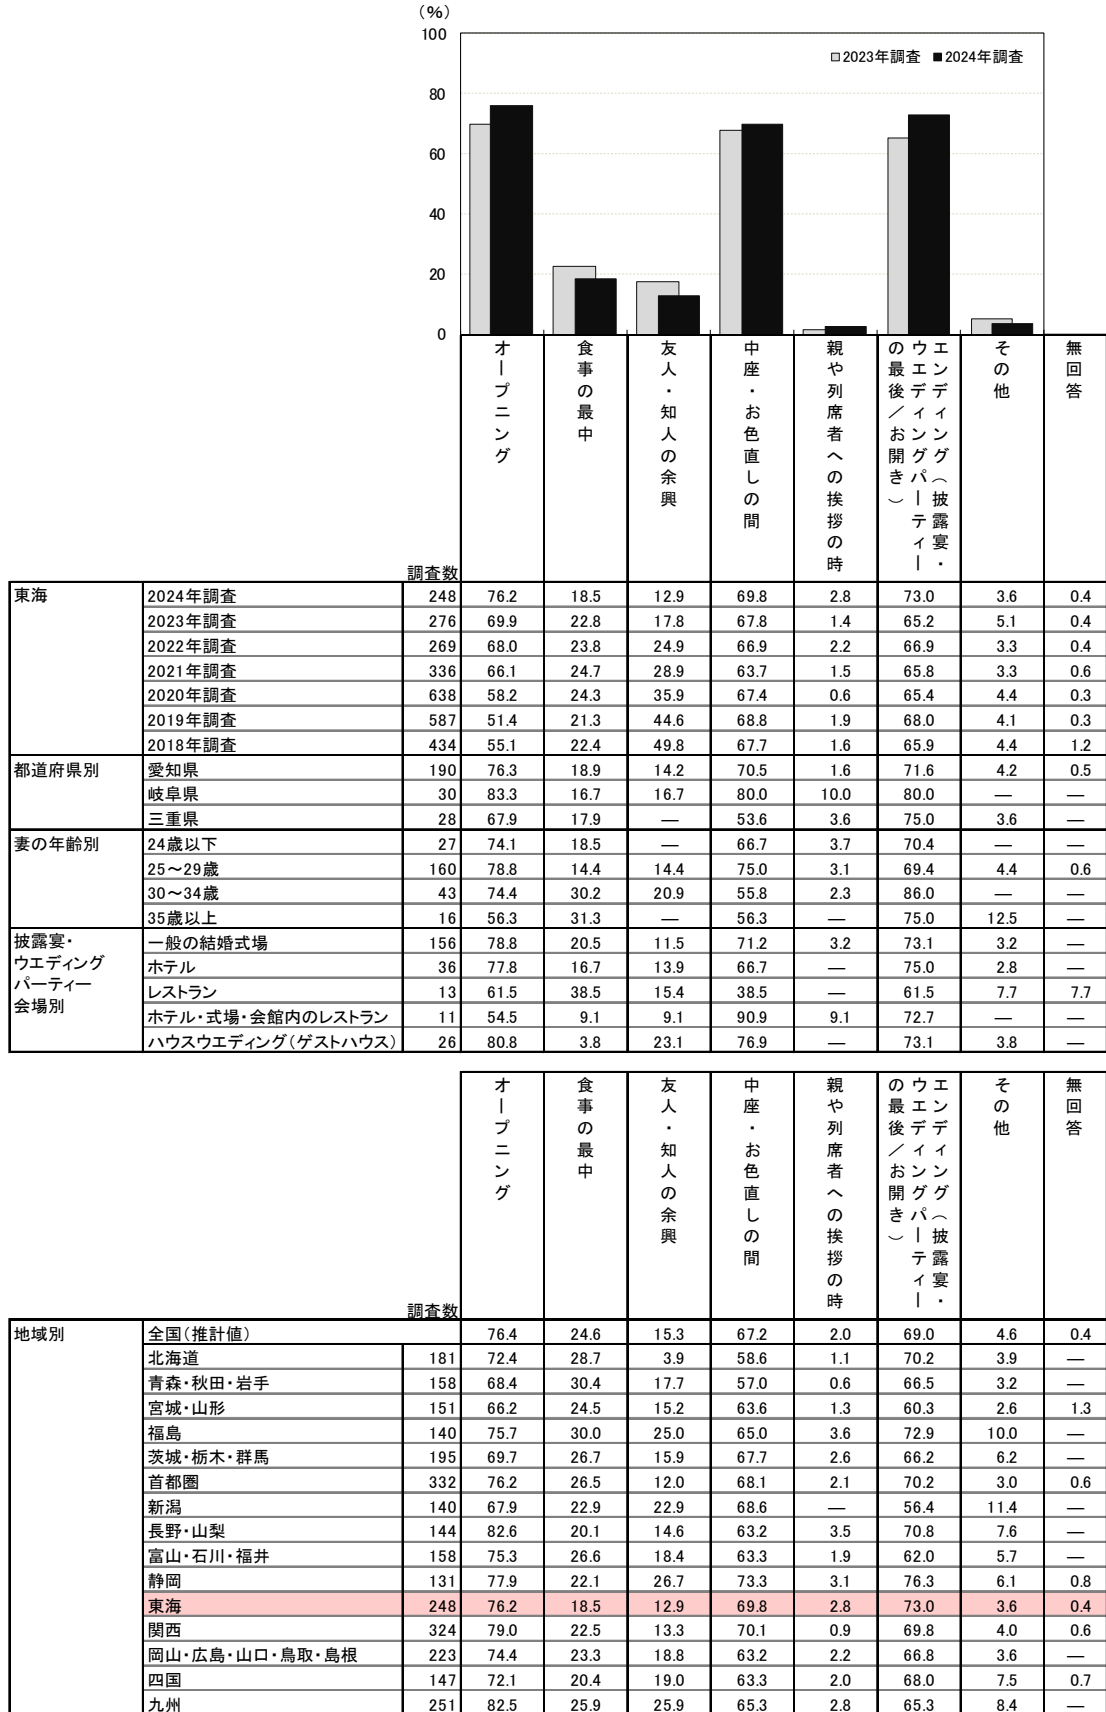 (%)
100
80
60
40
20
0
2023年調査 2024年調査
調査数 オープニング 食事の最中 友人・知人の余興 中座・お色直しの間 親や列席者への挨拶の時 エンディング(披露宴・ウエディングパーティーの最後/お開き) その他 無回答
東海 2024年調査 248 76.2 18.5 12.9 69.8 2.8 73.0 3.6 0.4
2023年調査 276 69.9 22.8 17.8 67.8 1.4 65.2 5.1 0.4
2022年調査 269 68.0 23.8 24.9 66.9 2.2 66.9 3.3 0.4
2021年調査 336 66.1 24.7 28.9 63.7 1.5 65.8 3.3 0.6
2020年調査 638 58.2 24.3 35.9 67.4 0.6 65.4 4.4 0.3
2019年調査 587 51.4 21.3 44.6 68.8 1.9 68.0 4.1 0.3
2018年調査 434 55.1 22.4 49.8 67.7 1.6 65.9 4.4 1.2
都道府県別 愛知県 190 76.3 18.9 14.2 70.5 1.6 71.6 4.2 0.5
岐阜県 30 83.3 16.7 16.7 80.0 10.0 80.0 — —
三重県 28 67.9 17.9 — 53.6 3.6 75.0 3.6 —
妻の年齢別 24歳以下 27 74.1 18.5 — 66.7 3.7 70.4 — —
25～29歳 160 78.8 14.4 14.4 75.0 3.1 69.4 4.4 0.6
30～34歳 43 74.4 30.2 20.9 55.8 2.3 86.0 — —
35歳以上 16 56.3 31.3 — 56.3 — 75.0 12.5 —
披露宴・ウエディングパーティー会場別 一般の結婚式場 156 78.8 20.5 11.5 71.2 3.2 73.1 3.2 —
ホテル 36 77.8 16.7 13.9 66.7 — 75.0 2.8 —
レストラン 13 61.5 38.5 15.4 38.5 — 61.5 7.7 7.7
ホテル・式場・会館内のレストラン 11 54.5 9.1 9.1 90.9 9.1 72.7 — —
ハウスウエディング(ゲストハウス) 26 80.8 3.8 23.1 76.9 — 73.1 3.8 —
調査数 オープニング 食事の最中 友人・知人の余興 中座・お色直しの間 親や列席者への挨拶の時 エンディング(披露宴・ウエディングパーティーの最後/お開き) その他 無回答
地域別 全国(推計値) 76.4 24.6 15.3 67.2 2.0 69.0 4.6 0.4
北海道 181 72.4 28.7 3.9 58.6 1.1 70.2 3.9 —
青森・秋田・岩手 158 68.4 30.4 17.7 57.0 0.6 66.5 3.2 —
宮城・山形 151 66.2 24.5 15.2 63.6 1.3 60.3 2.6 1.3
福島 140 75.7 30.0 25.0 65.0 3.6 72.9 10.0 —
茨城・栃木・群馬 195 69.7 26.7 15.9 67.7 2.6 66.2 6.2 —
首都圏 332 76.2 26.5 12.0 68.1 2.1 70.2 3.0 0.6
新潟 140 67.9 22.9 22.9 68.6 — 56.4 11.4 —
長野・山梨 144 82.6 20.1 14.6 63.2 3.5 70.8 7.6 —
富山・石川・福井 158 75.3 26.6 18.4 63.3 1.9 62.0 5.7 —
静岡 131 77.9 22.1 26.7 73.3 3.1 76.3 6.1 0.8
東海 248 76.2 18.5 12.9 69.8 2.8 73.0 3.6 0.4
関西 324 79.0 22.5 13.3 70.1 0.9 69.8 4.0 0.6
岡山・広島・山口・鳥取・島根 223 74.4 23.3 18.8 63.2 2.2 66.8 3.6 —
四国 147 72.1 20.4 19.0 63.3 2.0 68.0 7.5 0.7
九州 251 82.5 25.9 25.9 65.3 2.8 65.3 8.4 —